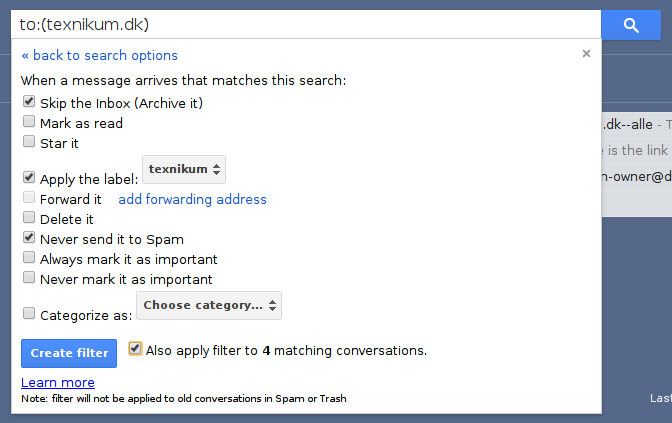 to:(texnikum.dk)
« back to search options
×
When a message arrives that matches this search:
Skip the Inbox (Archive it)
Mark as read
.dk--alle - T
Star it
e is the link
Apply the label: texnikum
n-owner@d
Forward it add forwarding address
Delete it
Never send it to Spam
Always mark it as important
Never mark it as important
Categorize as: Choose category...
Create filter Also apply filter to 4 matching conversations.
Learn more
Note: filter will not be applied to old conversations in Spam or Trash
Last